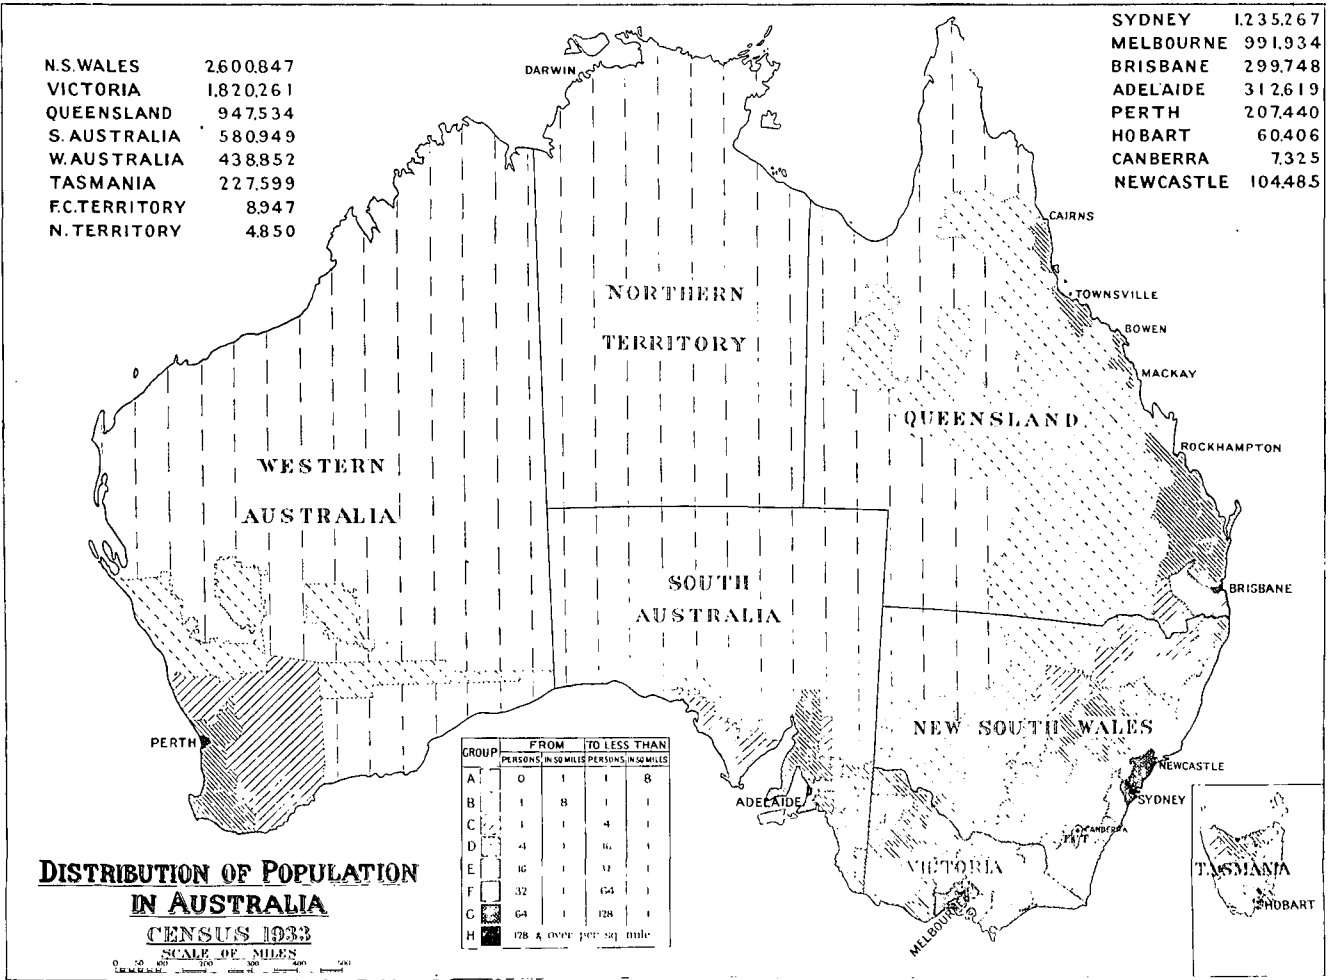 N.S.WALES 2,600,847
VICTORIA 1,820,261
QUEENSLAND 947,534
S.AUSTRALIA 580,949
W.AUSTRALIA 438,852
TASMANIA 227,599
F.C.TERRITORY 8,947
N.TERRITORY 4,850
SYDNEY 1,235,267
MELBOURNE 991,934
BRISBANE 299,748
ADELAIDE 312,619
PERTH 207,440
HOBART 60,406
CANBERRA 7,325
NEWCASTLE 104,485
DARWIN
CAIRNS
TOWNSVILLE
BOWEN
MACKAY
ROCKHAMPTON
BRISBANE
NORTHERN
TERRITORY
QUEENSLAND
WESTERN
AUSTRALIA
SOUTH
AUSTRALIA
NEW SOUTH WALES
PERTH
ADELAIDE
NEWCASTLE
SYDNEY
CANBERRA
VICTORIA
MELBOURNE
TASMANIA
HOBART
GROUP FROM TO LESS THAN
PERSONS IN SQ MILES PERSONS IN SQ MILES
A 0 1 1 8
B 1 8 1 1
C 1 1 4 1
D 4 1 16 1
E 16 1 32 1
F 32 1 64 1
G 64 1 128 1
H 128 & over per sq mile
DISTRIBUTION OF POPULATION
IN AUSTRALIA
CENSUS 1933
SCALE OF MILES
0 50 100 200 300 400 500